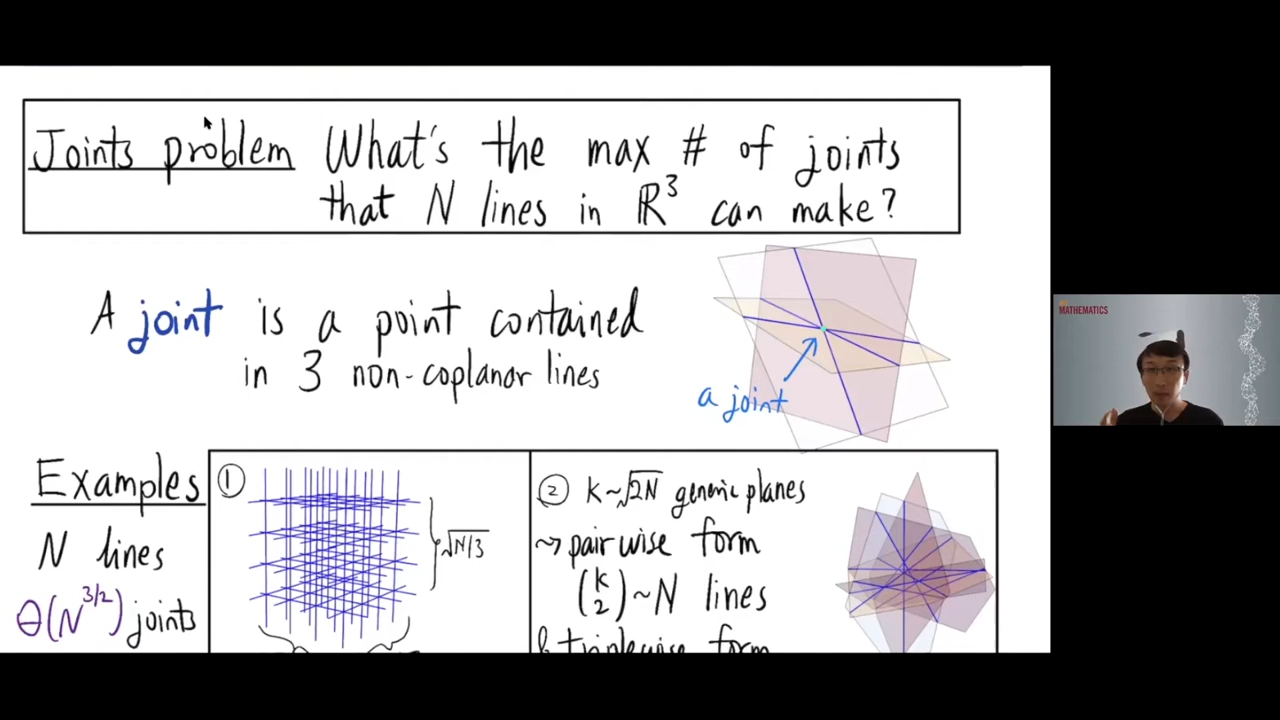 Joints problem What's the max # of joints
that N lines in ℝ³ can make?
A joint is a point contained
in 3 non-coplanar lines
a joint
Examples
N lines
Θ(N^{3/2}) joints
①
√N/3
② k~√2N generic planes
⇝ pairwise form
(k 2) ~ N lines
& triplewise form
MATHEMATICS